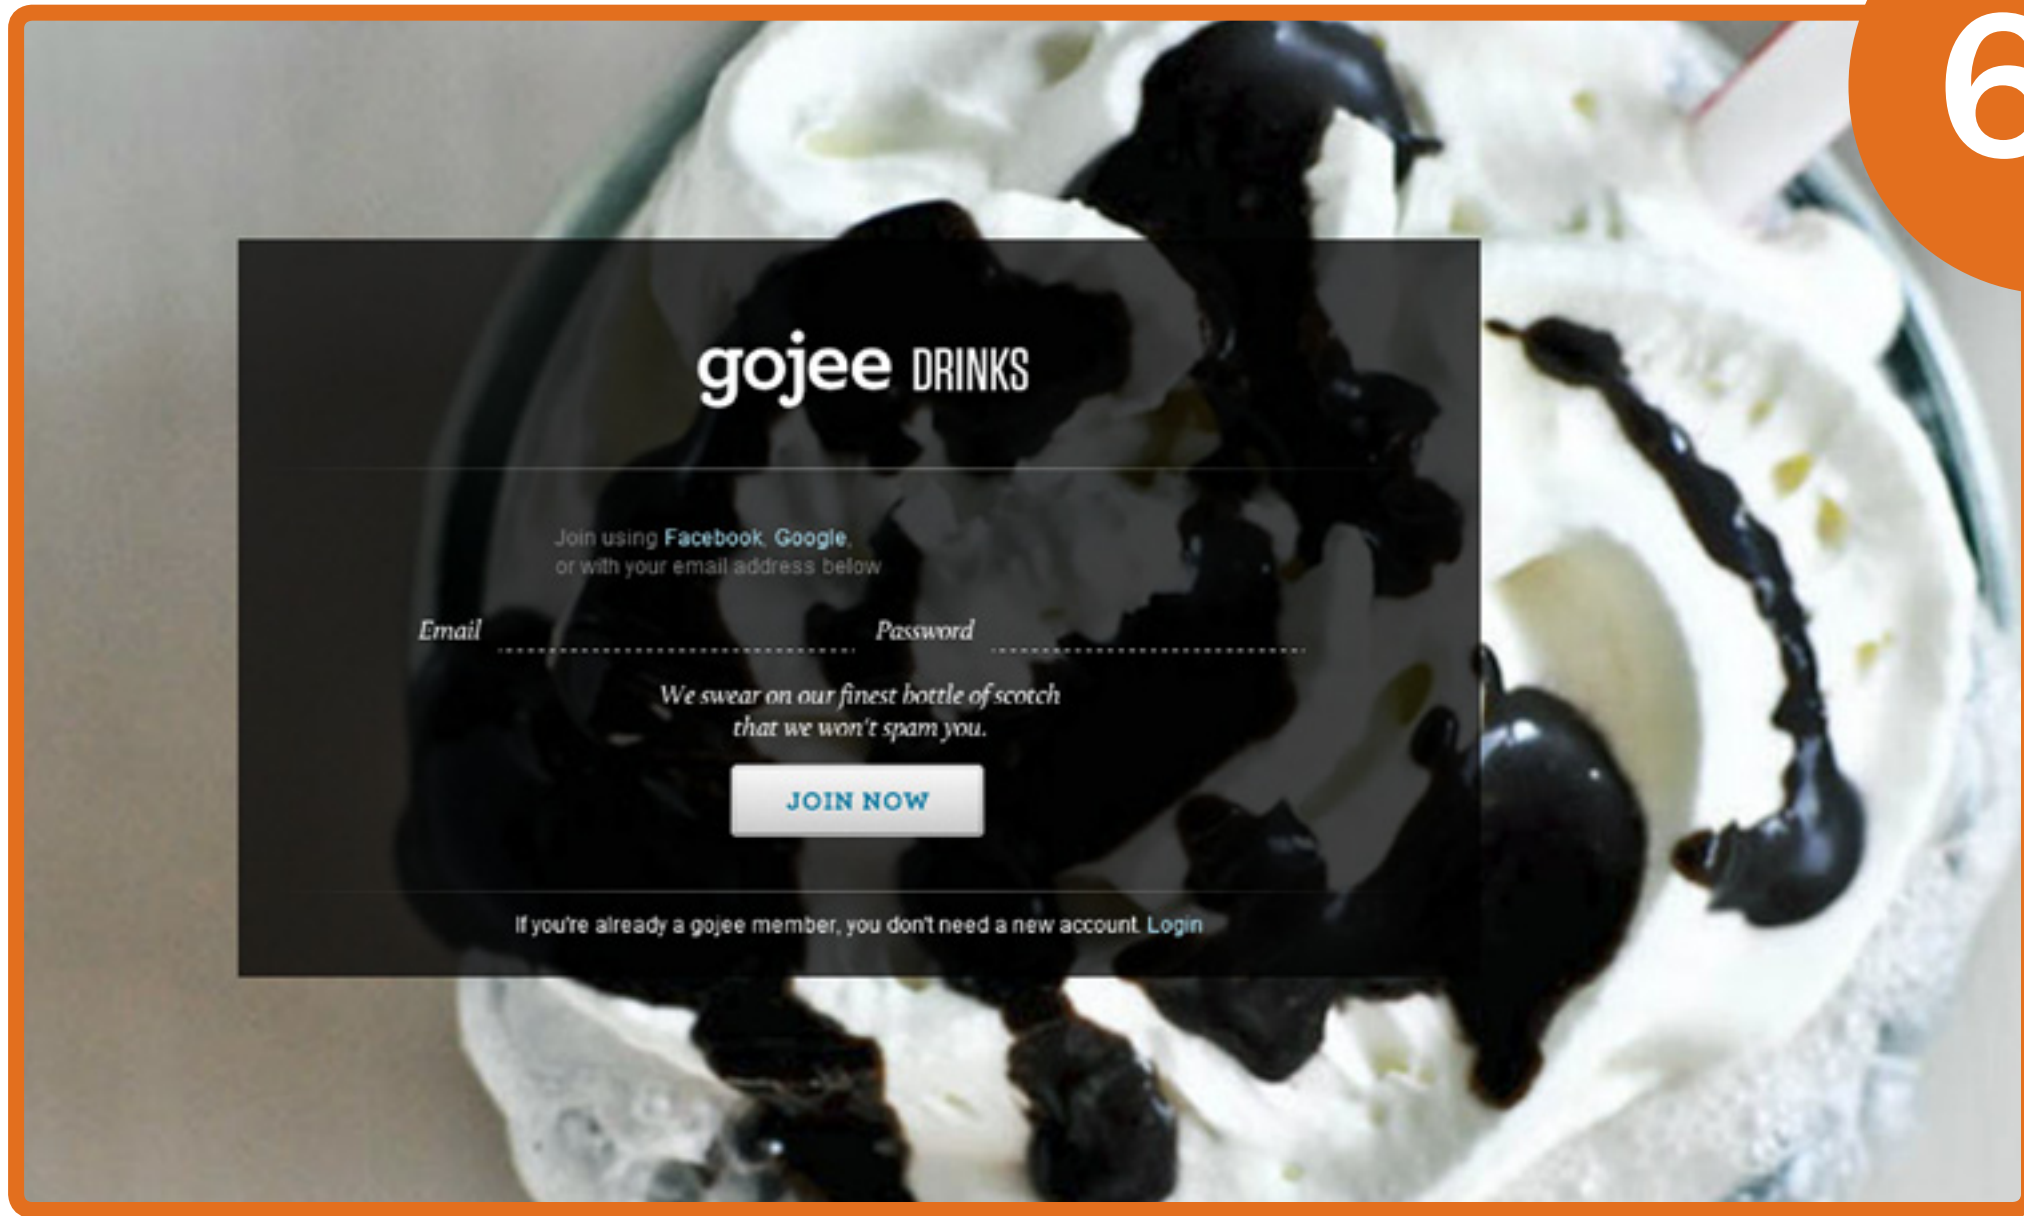 6
gojee DRINKS
Join using Facebook, Google,
or with your email address below
Email Password
We swear on our finest bottle of scotch
that we won't spam you.
JOIN NOW
If you're already a gojee member, you don't need a new account. Login